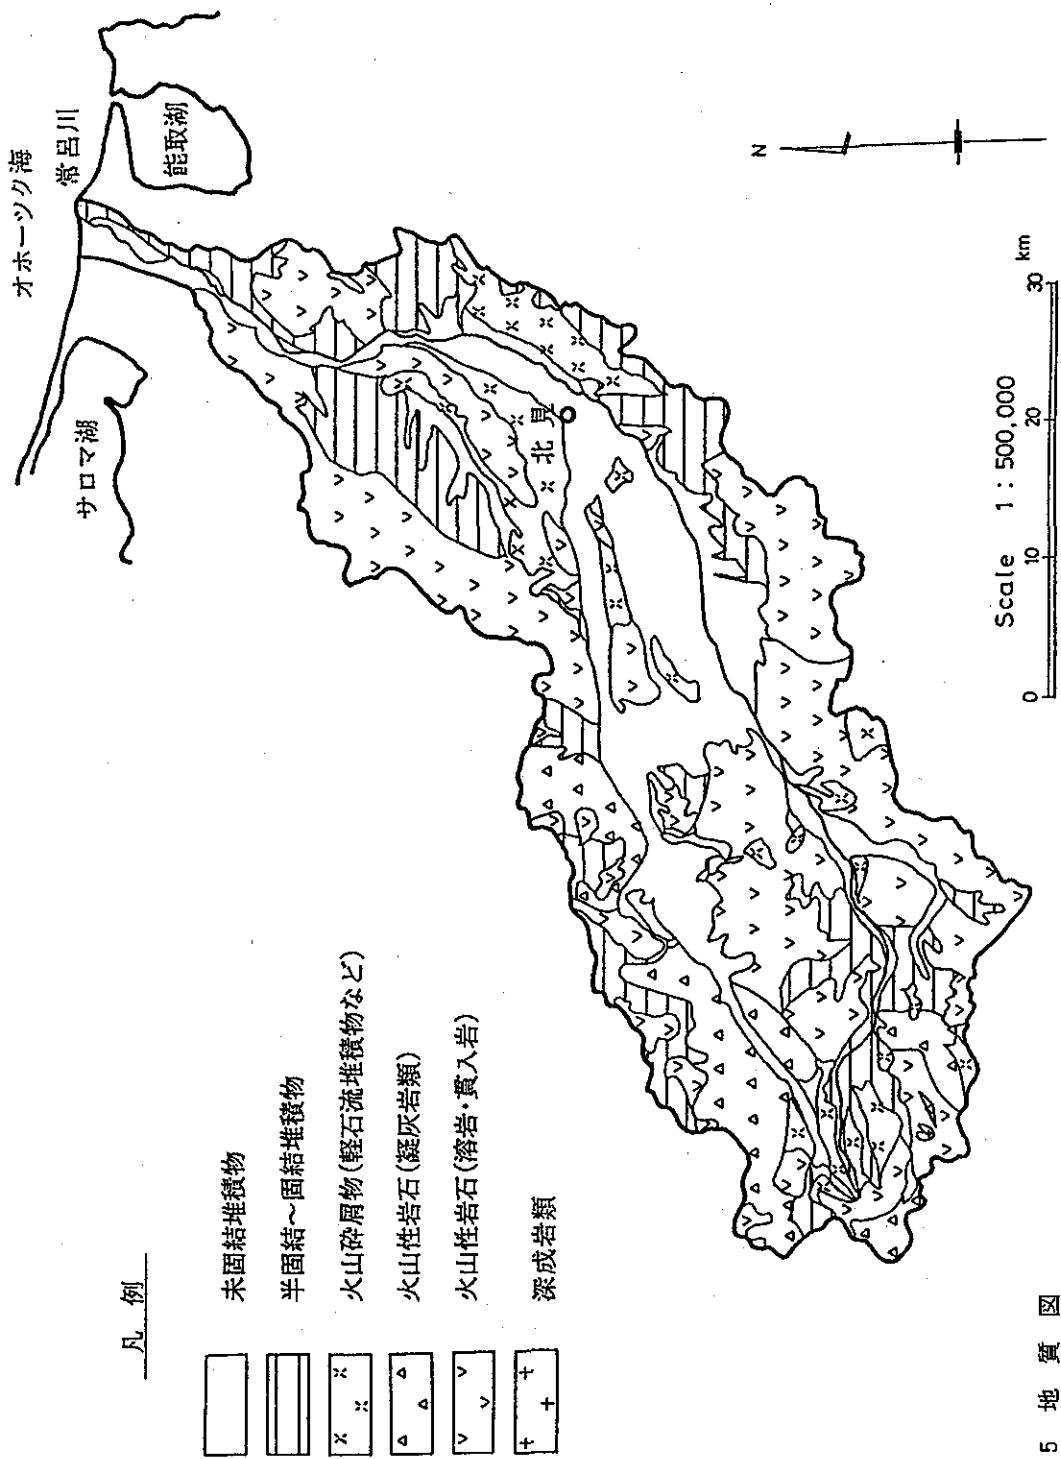 オホーツク海
常呂川
能取湖
サロマ湖
北見
N
Scale 1:500,000
0 10 20 30 km
凡例
未固結堆積物
半固結～固結堆積物
火山砕屑物(軽石流堆積物など)
火山性岩石(凝灰岩類)
火山性岩石(溶岩・貫入岩)
深成岩類
5 地質図